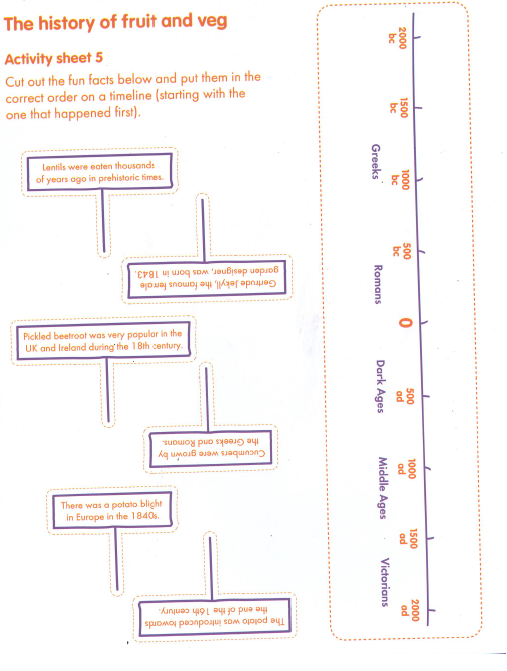 The history of fruit and veg
Activity sheet 5
Cut out the fun facts below and put them in the
correct order on a timeline (starting with the
one that happened first).
Lentils were eaten thousands
of years ago in prehistoric times.
Gertrude Jekyll, the famous female
garden designer, was born in 1843.
Pickled beetroot was very popular in the
UK and Ireland during the 18th century.
Cucumbers were grown by
the Greeks and Romans.
There was a potato blight
in Europe in the 1840s.
The potato was introduced towards
the end of the 16th century.
2000
bc
1500
bc
Greeks
1000
bc
500
bc
Romans
0
Dark Ages
500
ad
Middle Ages
1000
ad
1500
ad
Victorians
2000
ad